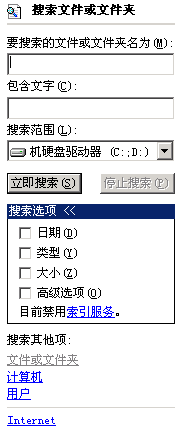 搜索文件或文件夹
要搜索的文件或文件夹名为(M):
包含文字(C):
搜索范围(L):
机硬盘驱动器 (C:;D:)
立即搜索(S) 停止搜索(P)
搜索选项 <<
日期(D)
类型(Y)
大小(Z)
高级选项(O)
目前禁用索引服务。
搜索其他项:
文件或文件夹
计算机
用户
Internet